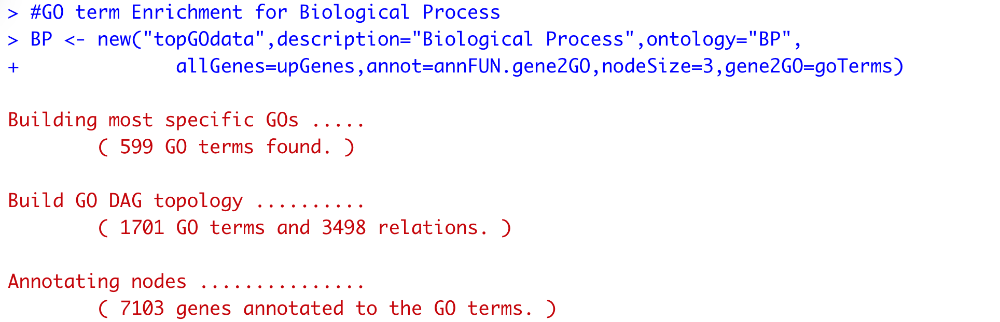 > #GO term Enrichment for Biological Process
> BP <- new("topGOdata",description="Biological Process",ontology="BP",
+              allGenes=upGenes,annot=annFUN.gene2GO,nodeSize=3,gene2GO=goTerms)
Building most specific GOs .....
        ( 599 GO terms found. )
Build GO DAG topology ..........
        ( 1701 GO terms and 3498 relations. )
Annotating nodes ...............
        ( 7103 genes annotated to the GO terms. )